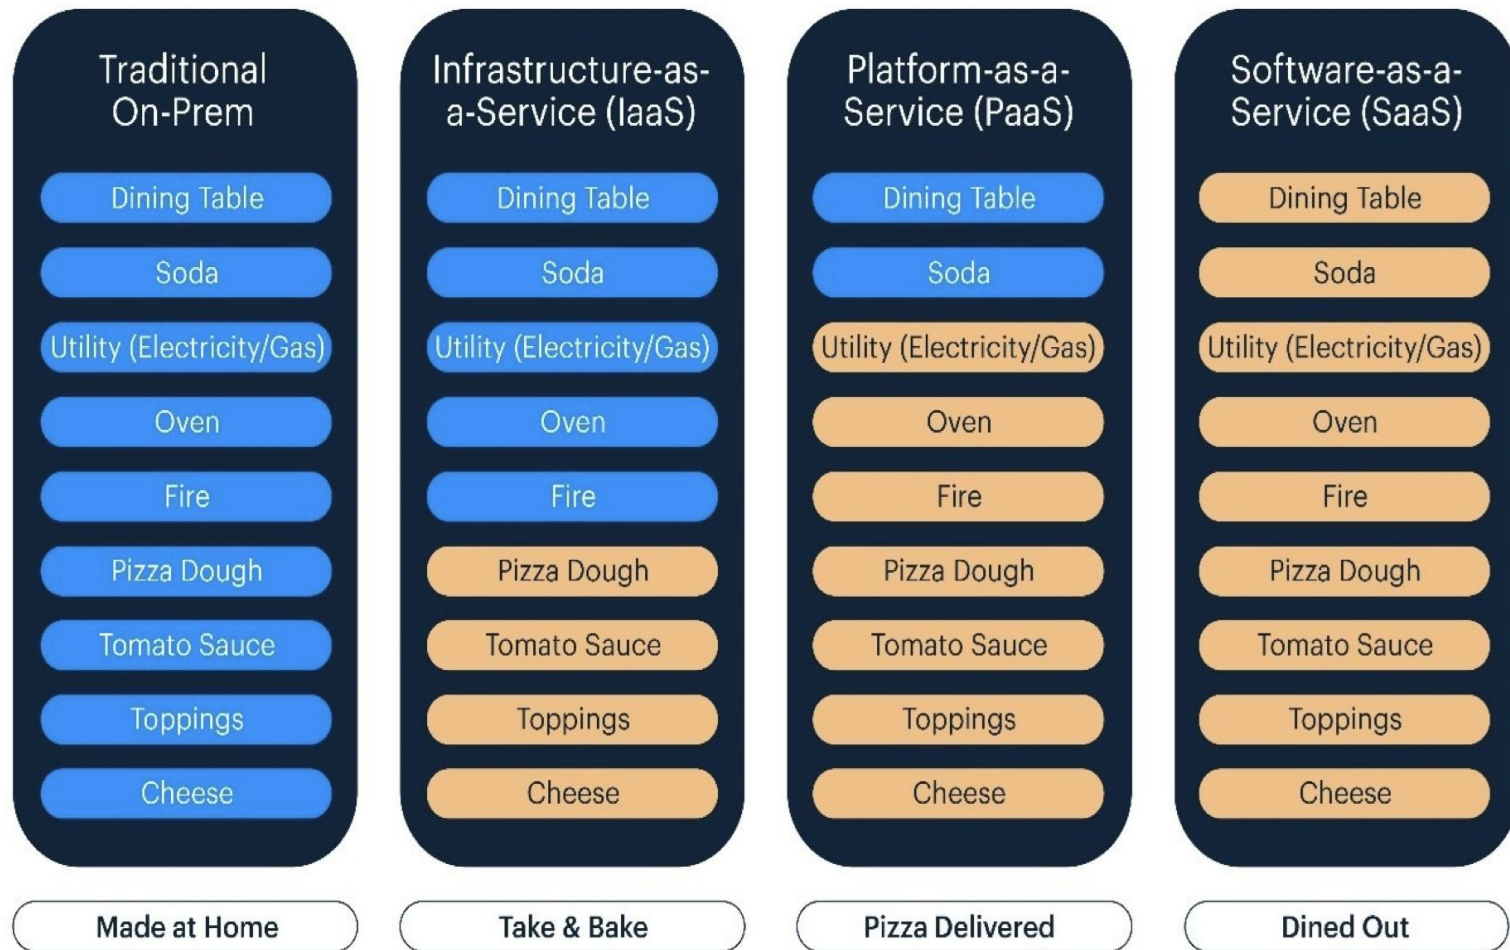 Traditional
On-Prem
Dining Table
Soda
Utility (Electricity/Gas)
Oven
Fire
Pizza Dough
Tomato Sauce
Toppings
Cheese
Made at Home
Infrastructure-as-
a-Service (IaaS)
Dining Table
Soda
Utility (Electricity/Gas)
Oven
Fire
Pizza Dough
Tomato Sauce
Toppings
Cheese
Take & Bake
Platform-as-a-
Service (PaaS)
Dining Table
Soda
Utility (Electricity/Gas)
Oven
Fire
Pizza Dough
Tomato Sauce
Toppings
Cheese
Pizza Delivered
Software-as-a-
Service (SaaS)
Dining Table
Soda
Utility (Electricity/Gas)
Oven
Fire
Pizza Dough
Tomato Sauce
Toppings
Cheese
Dined Out